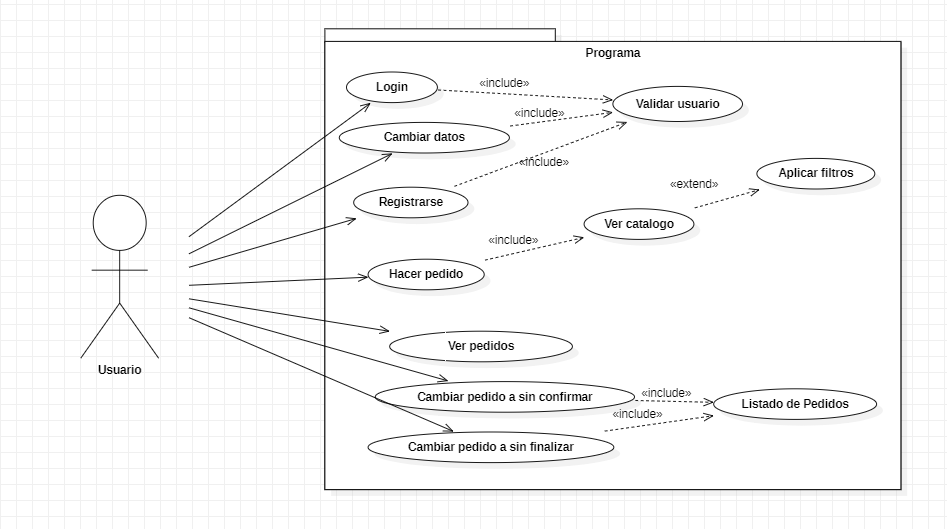 Programa
Login
«include»
Validar usuario
Cambiar datos
«include»
Registrarse
«include»
Aplicar filtros
«extend»
Ver catalogo
Hacer pedido
«include»
Ver pedidos
Usuario
Cambiar pedido a sin confirmar
«include»
Listado de Pedidos
«include»
Cambiar pedido a sin finalizar